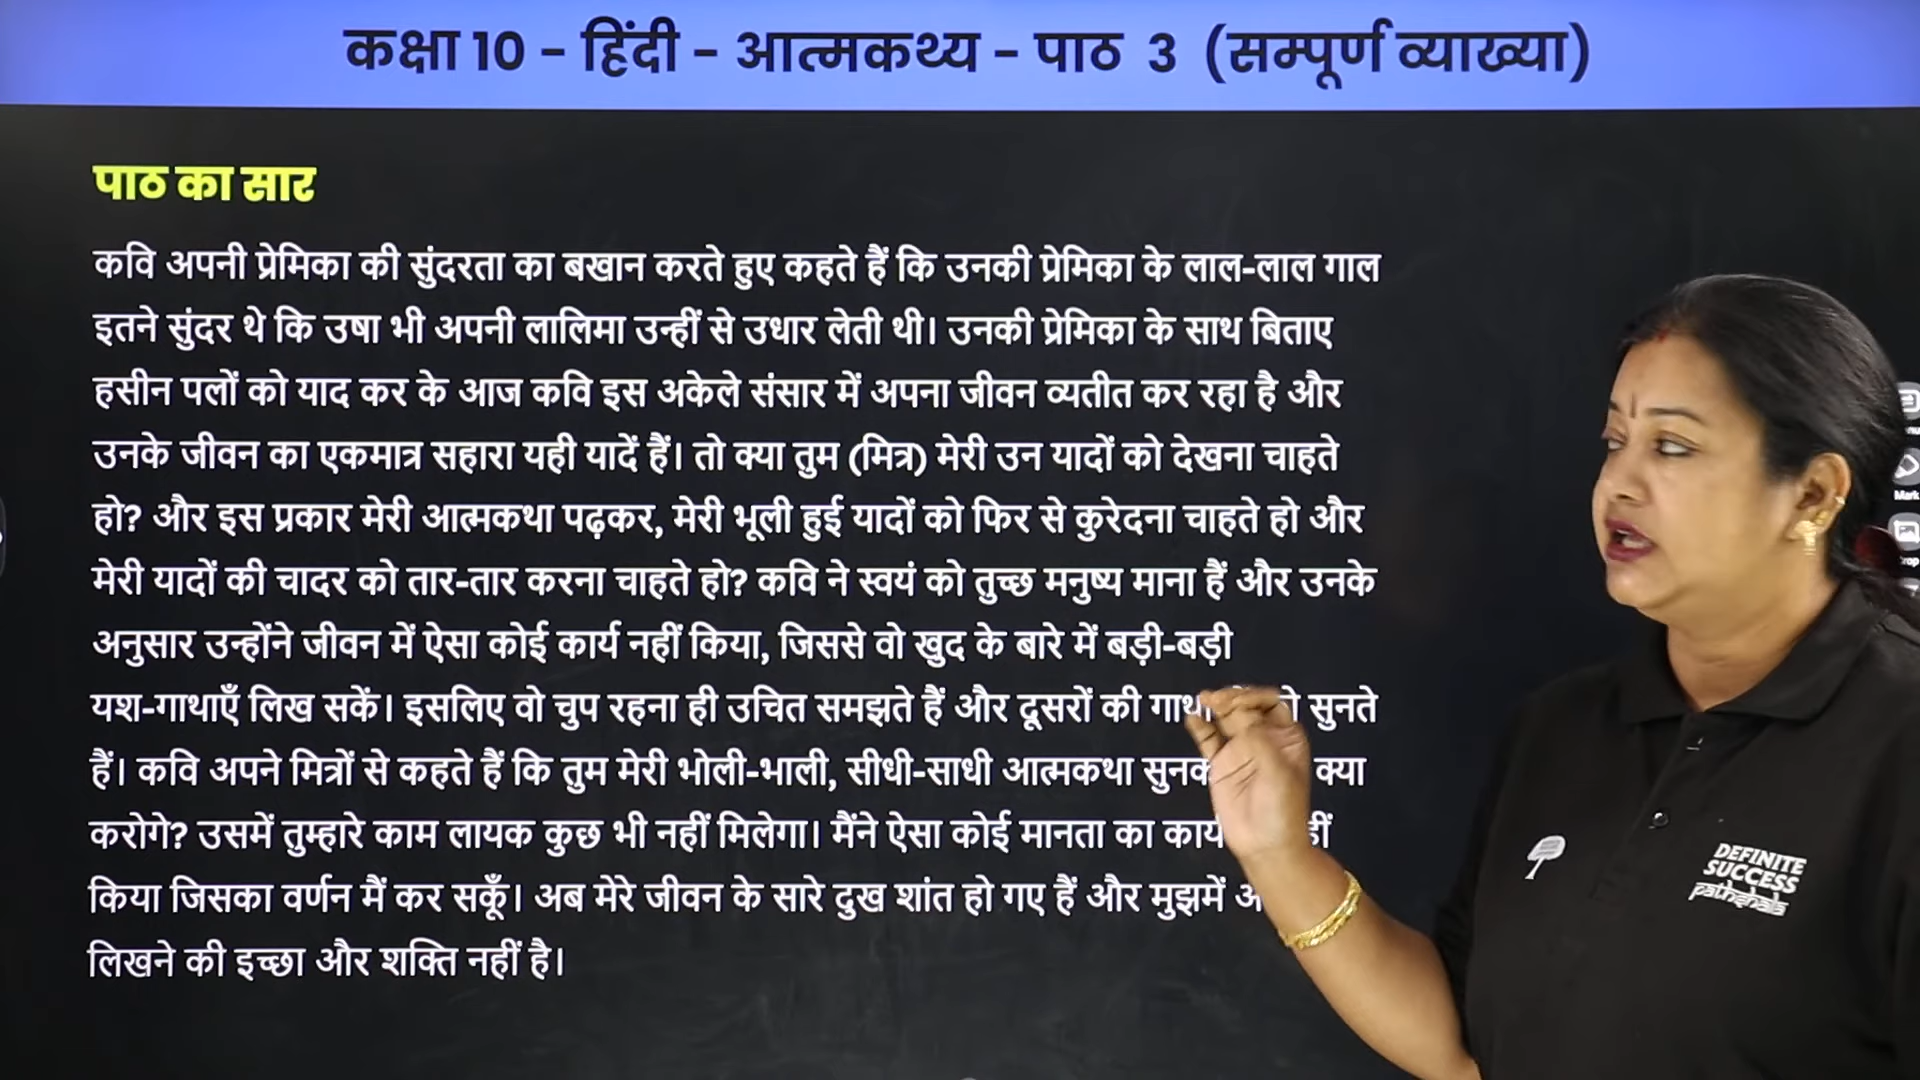 कक्षा 10 - हिंदी - आत्मकथ्य - पाठ 3 (सम्पूर्ण व्याख्या)
पाठ का सार
कवि अपनी प्रेमिका की सुंदरता का बखान करते हुए कहते हैं कि उनकी प्रेमिका के लाल-लाल गाल
इतने सुंदर थे कि उषा भी अपनी लालिमा उन्हीं से उधार लेती थी। उनकी प्रेमिका के साथ बिताए
हसीन पलों को याद कर के आज कवि इस अकेले संसार में अपना जीवन व्यतीत कर रहा है और
उनके जीवन का एकमात्र सहारा यही यादें हैं। तो क्या तुम (मित्र) मेरी उन यादों को देखना चाहते
हो? और इस प्रकार मेरी आत्मकथा पढ़कर, मेरी भूली हुई यादों को फिर से कुरेदना चाहते हो और
मेरी यादों की चादर को तार-तार करना चाहते हो? कवि ने स्वयं को तुच्छ मनुष्य माना हैं और उनके
अनुसार उन्होंने जीवन में ऐसा कोई कार्य नहीं किया, जिससे वो खुद के बारे में बड़ी-बड़ी
यश-गाथाएँ लिख सकें। इसलिए वो चुप रहना ही उचित समझते हैं और दूसरों की सुनते
हैं। कवि अपने मित्रों से कहते हैं कि तुम मेरी भोली-भाली, सीधी-साधी आत्मकथा क्या
करोगे? उसमें तुम्हारे काम लायक कुछ भी नहीं मिलेगा। मैंने ऐसा कोई मानता का
किया जिसका वर्णन मैं कर सकूँ। अब मेरे जीवन के सारे दुख शांत हो गए हैं और मुझमें
लिखने की इच्छा और शक्ति नहीं है।
DEFINITE
SUCCESS
pathshala
Mark